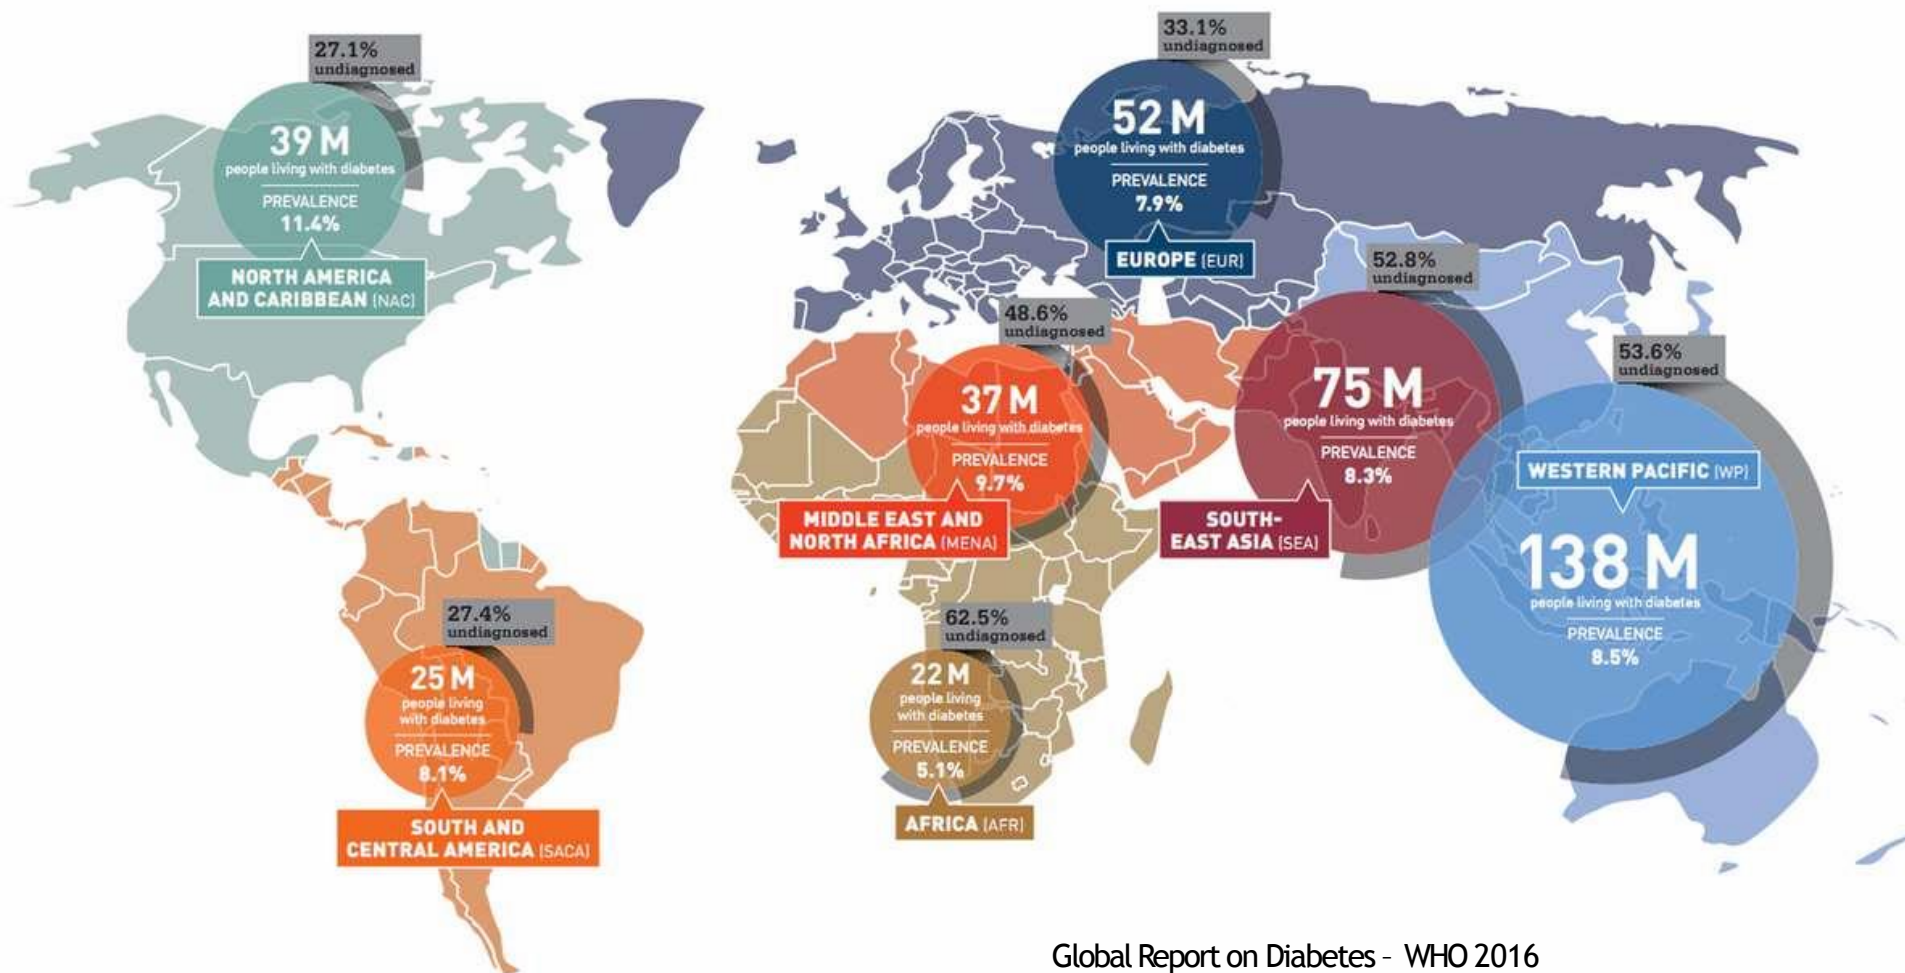 27.1%
undiagnosed
39 M
people living with diabetes
PREVALENCE
11.4%
NORTH AMERICA
AND CARIBBEAN (NAC)
33.1%
undiagnosed
52 M
people living with diabetes
PREVALENCE
7.9%
EUROPE (EUR)
48.6%
undiagnosed
37 M
people living with diabetes
PREVALENCE
9.7%
MIDDLE EAST AND
NORTH AFRICA (MENA)
52.8%
undiagnosed
75 M
people living with diabetes
PREVALENCE
8.3%
SOUTH-
EAST ASIA (SEA)
53.6%
undiagnosed
WESTERN PACIFIC (WP)
138 M
people living with diabetes
PREVALENCE
8.5%
27.4%
undiagnosed
25 M
people living
with diabetes
PREVALENCE
8.1%
SOUTH AND
CENTRAL AMERICA (SACA)
62.5%
undiagnosed
22 M
people living
with diabetes
PREVALENCE
5.1%
AFRICA (AFR)
Global Report on Diabetes – WHO 2016